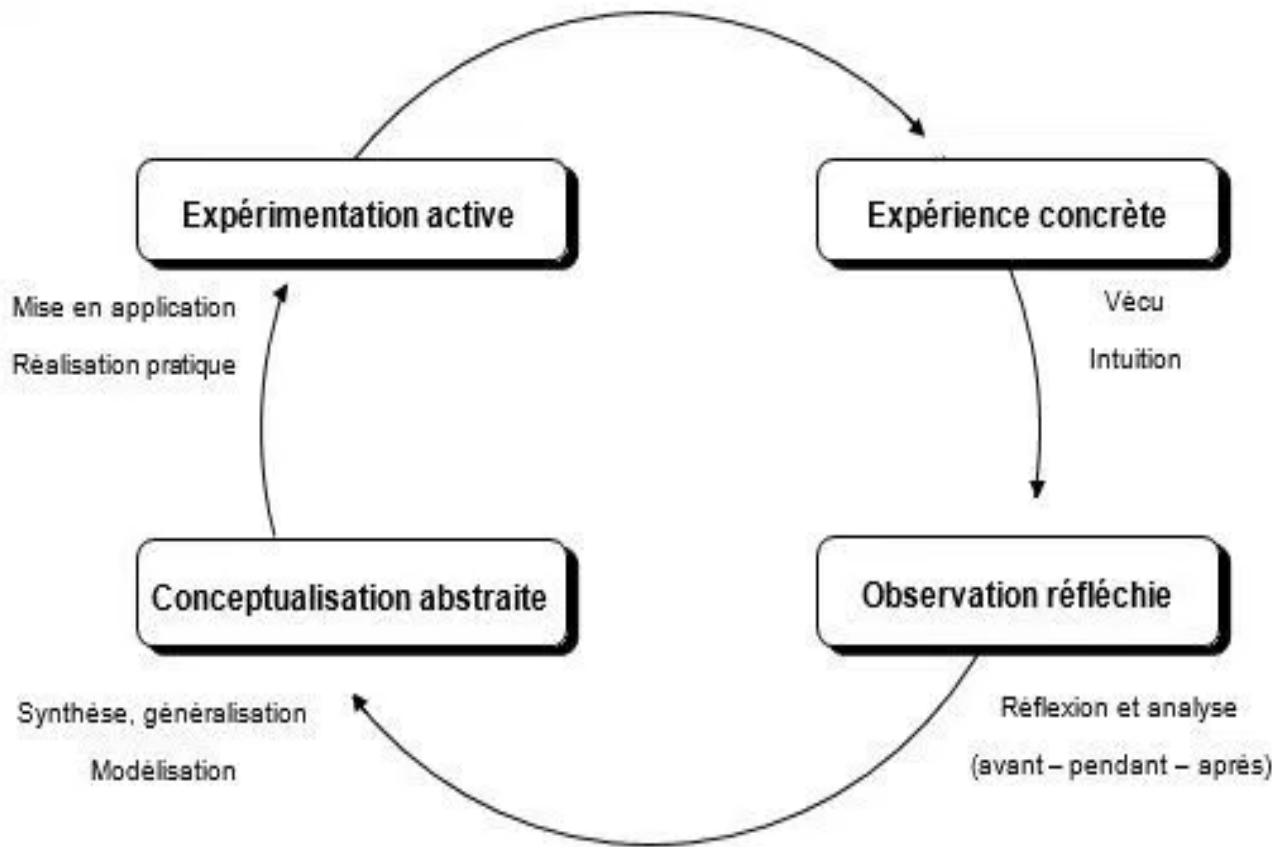 Expérimentation active
Expérience concrète
Mise en application
Réalisation pratique
Vécu
Intuition
Conceptualisation abstraite
Observation réfléchie
Synthèse, généralisation
Modélisation
Réflexion et analyse
(avant – pendant – après)